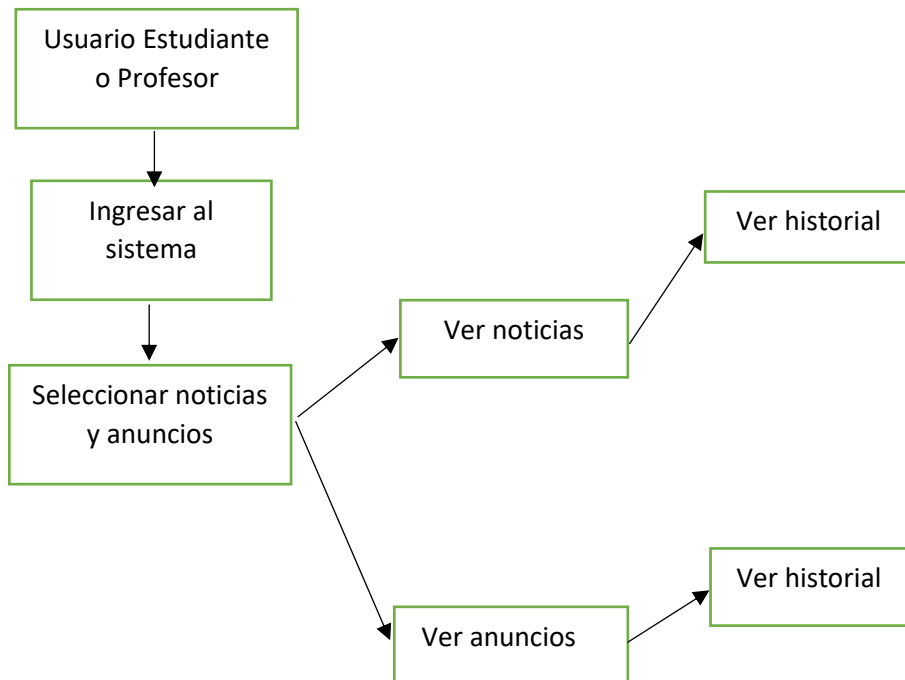 Usuario Estudiante
o Profesor
Ingresar al
sistema
Seleccionar noticias
y anuncios
Ver noticias
Ver historial
Ver anuncios
Ver historial